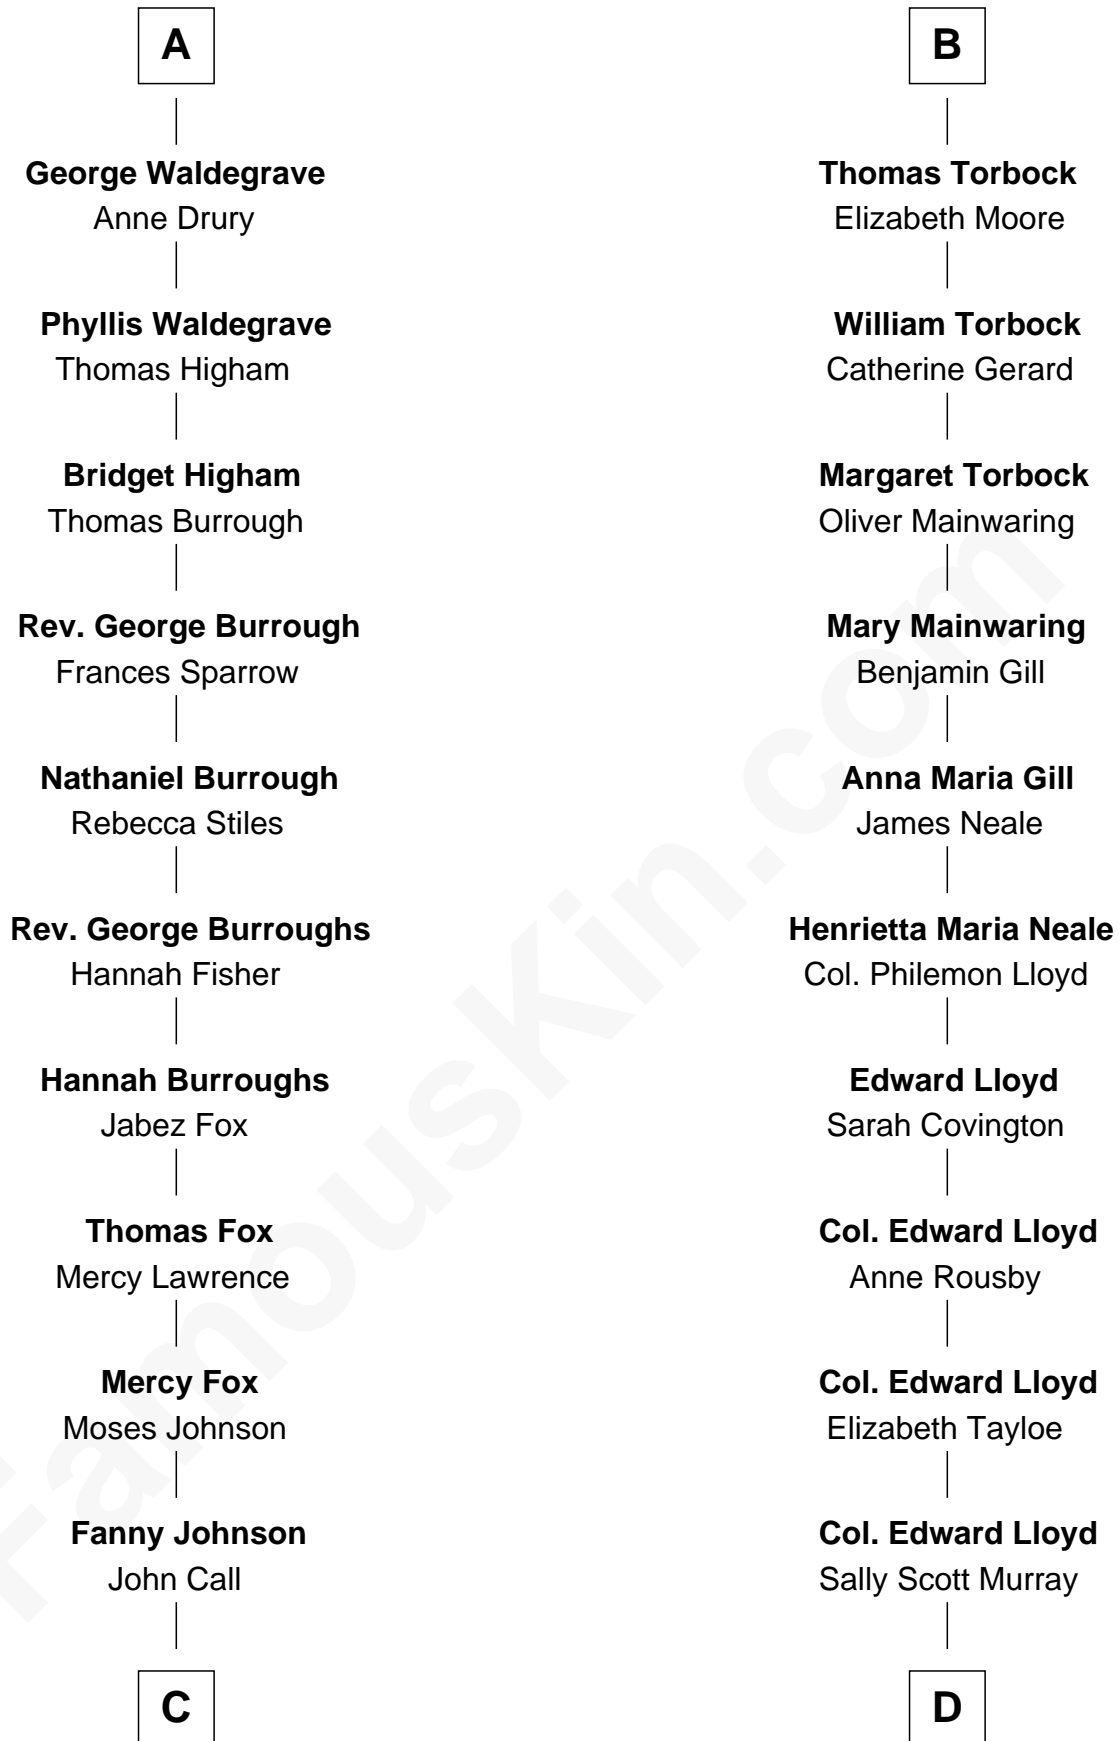 A
George Waldegrave
Anne Drury
Phyllis Waldegrave
Thomas Higham
Bridget Higham
Thomas Burrough
Rev. George Burrough
Frances Sparrow
Nathaniel Burrough
Rebecca Stiles
Rev. George Burroughs
Hannah Fisher
Hannah Burroughs
Jabez Fox
Thomas Fox
Mercy Lawrence
Mercy Fox
Moses Johnson
Fanny Johnson
John Call
C
B
Thomas Torbock
Elizabeth Moore
William Torbock
Catherine Gerard
Margaret Torbock
Oliver Mainwaring
Mary Mainwaring
Benjamin Gill
Anna Maria Gill
James Neale
Henrietta Maria Neale
Col. Philemon Lloyd
Edward Lloyd
Sarah Covington
Col. Edward Lloyd
Anne Rousby
Col. Edward Lloyd
Elizabeth Tayloe
Col. Edward Lloyd
Sally Scott Murray
D
FamousKin.com